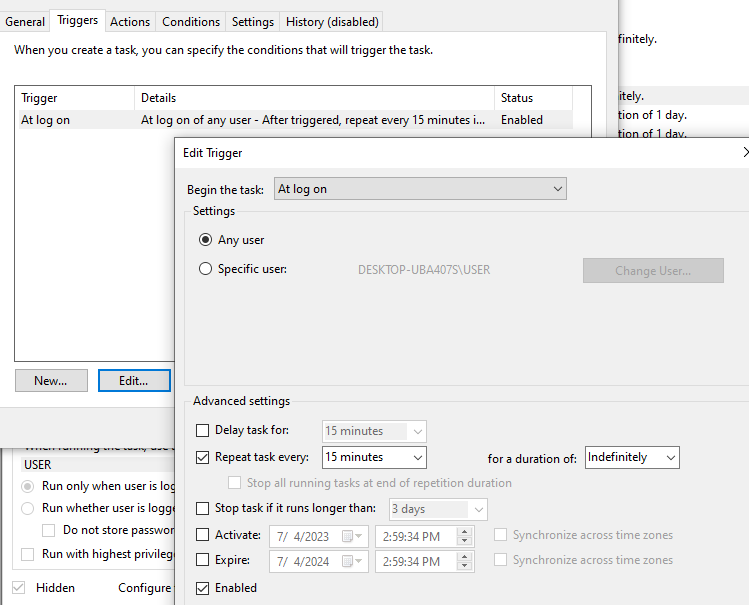 General Triggers Actions Conditions Settings History (disabled)
finitely.
When you create a task, you can specify the conditions that will trigger the task.
Trigger Details Status
itely.
At log on At log on of any user - After triggered, repeat every 15 minutes i... Enabled
tion of 1 day.
tion of 1 day.
Edit Trigger
Begin the task: At log on
Settings
Any user
Specific user: DESKTOP-UBA407S\USER Change User...
New... Edit...
Advanced settings
Delay task for: 15 minutes
Repeat task every: 15 minutes for a duration of: Indefinitely
Stop all running tasks at end of repetition duration
Stop task if it runs longer than: 3 days
Activate: 7/ 4/2023 2:59:34 PM Synchronize across time zones
Expire: 7/ 4/2024 2:59:34 PM Synchronize across time zones
Enabled
When running the task, use
USER
Run only when user is log
Run whether user is logge
Do not store passwor
Run with highest privileg
Hidden Configure